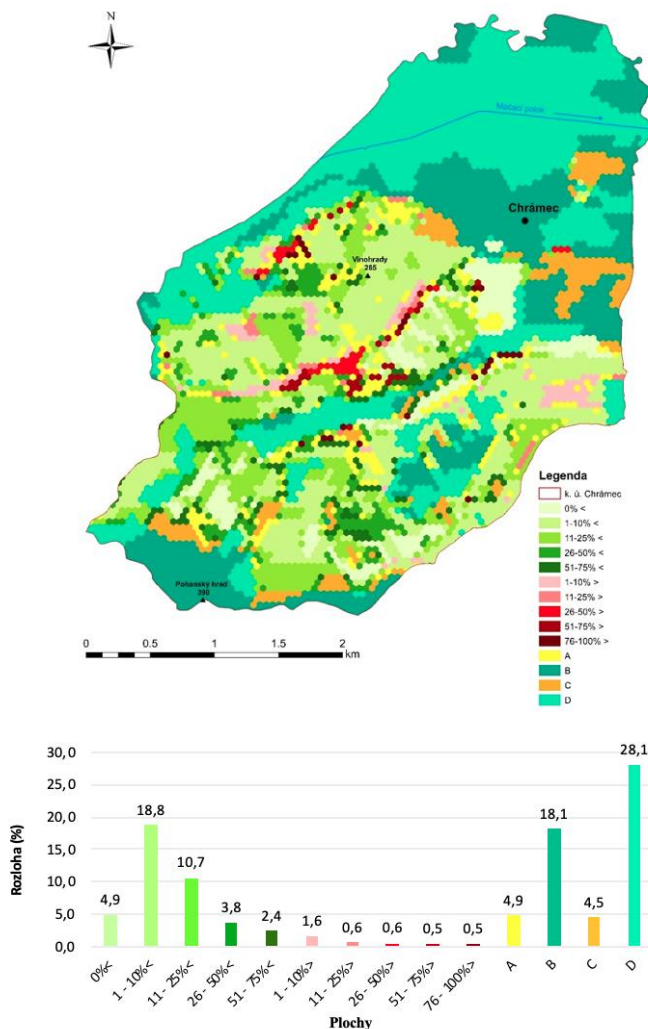 N
Mačací potok
Chrámec
Vinohrady
265
Pohanský hrad
390
Legenda
k. ú. Chrámec
0% <
1-10% <
11-25% <
26-50% <
51-75% <
1-10% >
11-25% >
26-50% >
51-75% >
76-100% >
A
B
C
D
0 0.5 1 1.5 2
km
Rozloha (%)
30, 0
25, 0
20, 0
15, 0
10, 0
5,0
0,0
4,9
18,8
10,7
3,8
2,4
1,6
0,6
0,6
0,5
0,5
4,9
18,1
4,5
28,1
0%<
1 - 10%<
11 - 25%<
26 - 50%<
51 - 75%<
1 - 10%>
11 - 25%>
26 - 50%>
51 - 75%>
76 - 100%>
A
B
C
D
Plochy